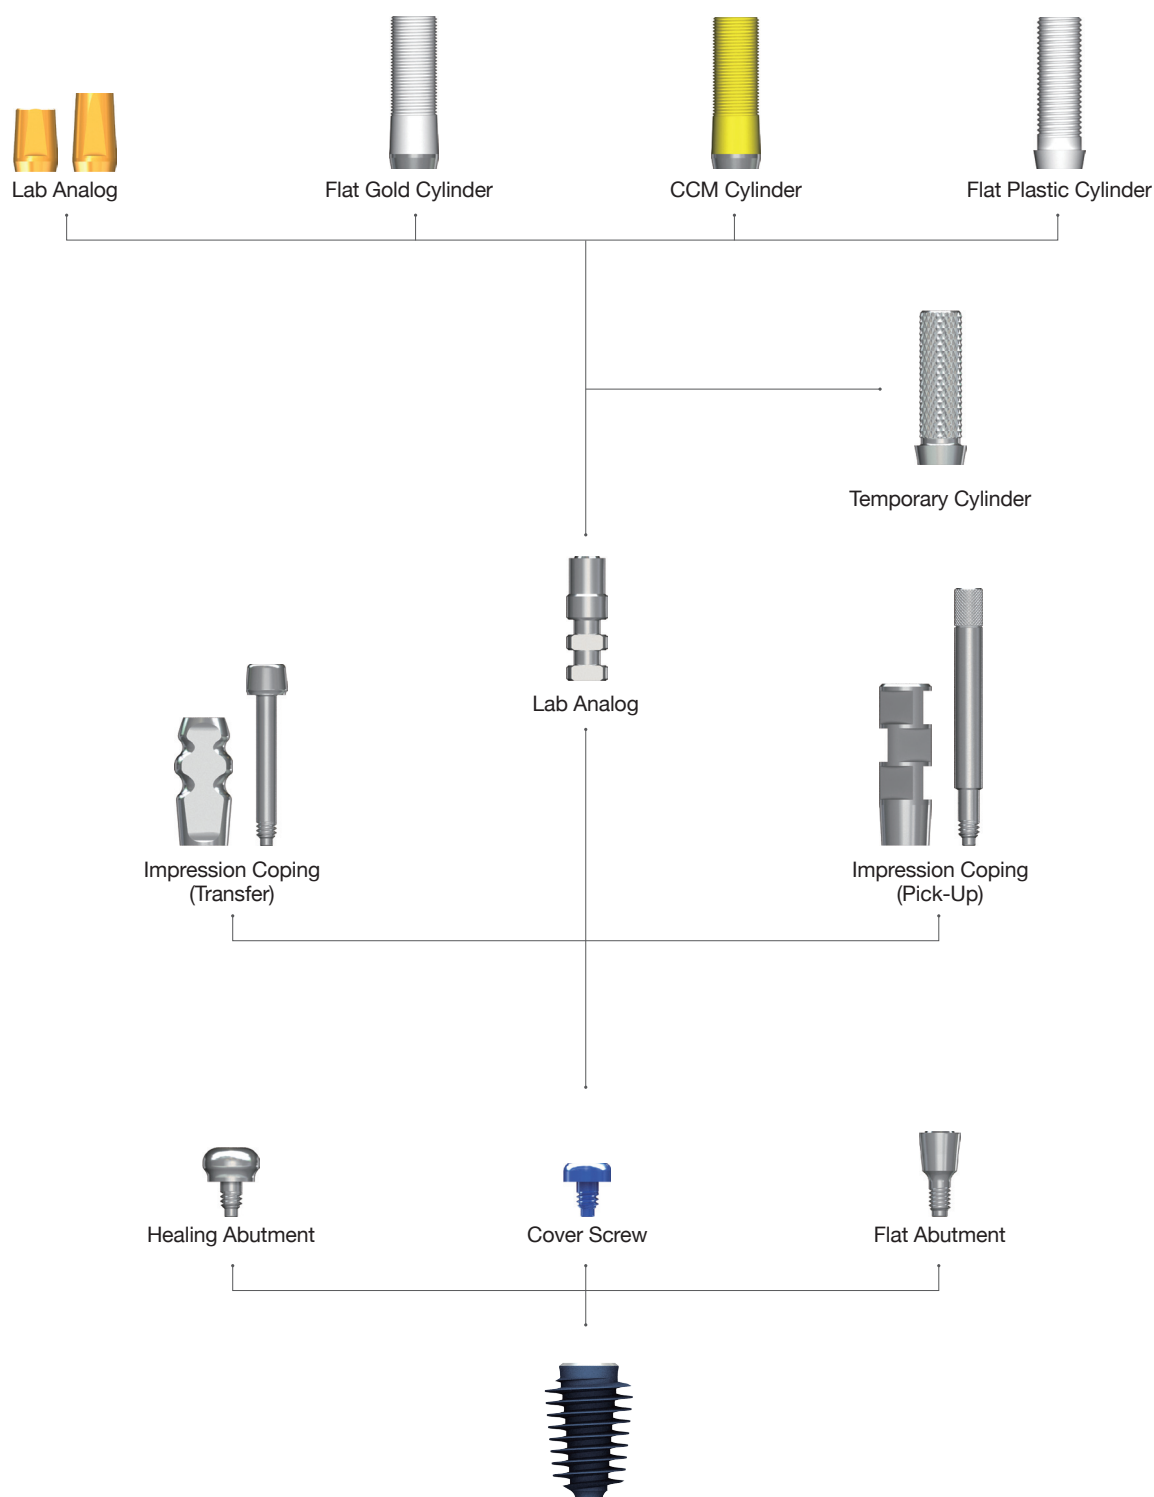 Lab Analog
Flat Gold Cylinder
CCM Cylinder
Flat Plastic Cylinder
Temporary Cylinder
Lab Analog
Impression Coping
(Transfer)
Impression Coping
(Pick-Up)
Healing Abutment
Cover Screw
Flat Abutment